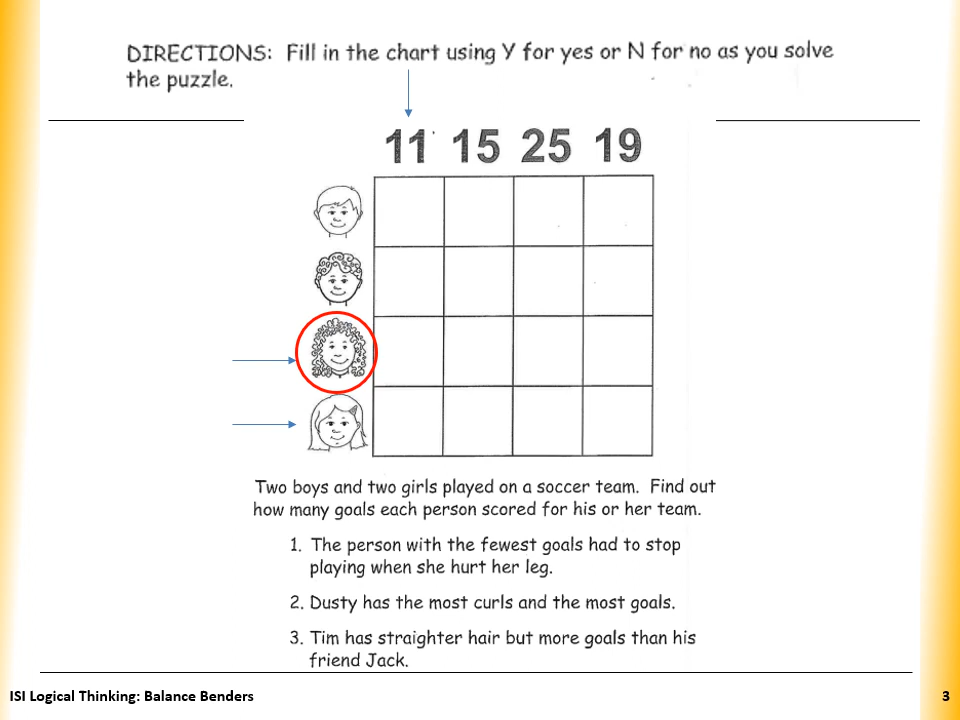 DIRECTIONS: Fill in the chart using Y for yes or N for no as you solve
the puzzle.
11 15 25 19
Two boys and two girls played on a soccer team. Find out
how many goals each person scored for his or her team.
1. The person with the fewest goals had to stop
playing when she hurt her leg.
2. Dusty has the most curls and the most goals.
3. Tim has straighter hair but more goals than his
friend Jack.
ISI Logical Thinking: Balance Benders
3